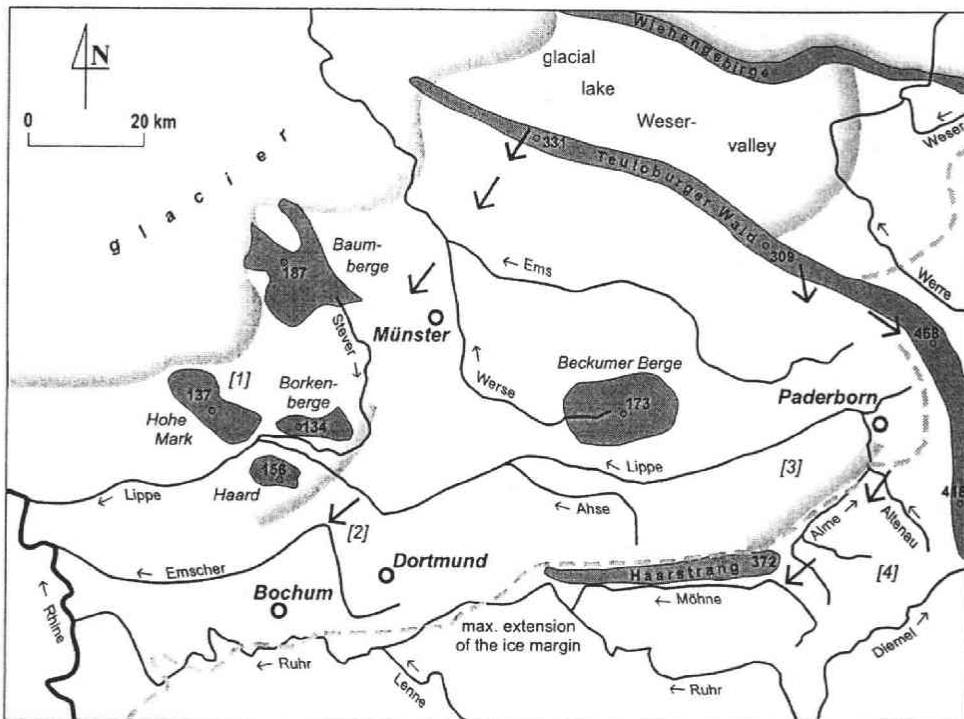 N
0 20 km
glacier
glacial
lake
Weser-
valley
Wiehengebirge
Weser
331
Teutoburger Wald
309
Werre
468
418
Baum-
berge
187
Stever
Münster
Ems
Werse
Beckumer Berge
173
Paderborn
[1]
137
Hohe
Mark
Borken-
berge
134
156
Haard
Lippe
Lippe
[3]
Ahse
[2]
Emscher
Dortmund
Bochum
Rhine
Haarstrang
372
Alme
Altenau
[4]
Möhne
max. extension
of the ice margin
Ruhr
Lenne
Ruhr
Diemel